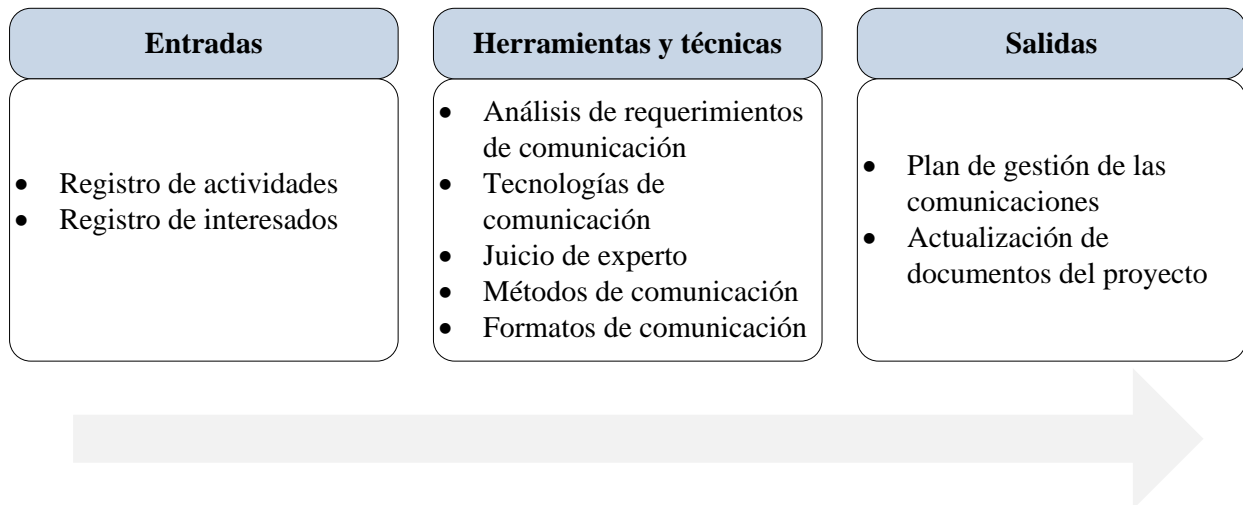 Entradas
• Registro de actividades
• Registro de interesados
Herramientas y técnicas
• Análisis de requerimientos
de comunicación
• Tecnologías de
comunicación
• Juicio de experto
• Métodos de comunicación
• Formatos de comunicación
Salidas
• Plan de gestión de las
comunicaciones
• Actualización de
documentos del proyecto